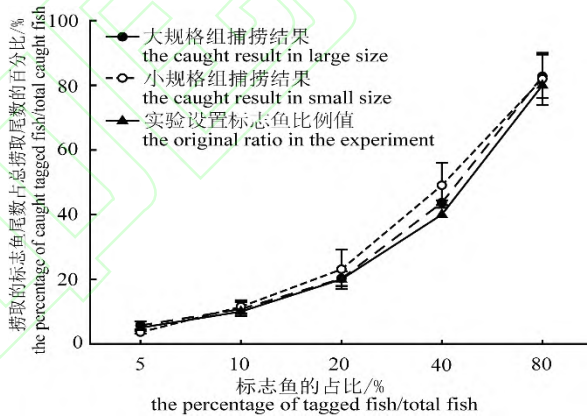 捞取的标志鱼尾数占总捞取尾数的百分比/%
the percentage of caught tagged fish/total caught fish
100
80
60
40
20
0
大规格组捕捞结果
the caught result in large size
小规格组捕捞结果
the caught result in small size
实验设置标志鱼比例值
the original ratio in the experiment
5 10 20 40 80
标志鱼的占比/%
the percentage of tagged fish/total fish